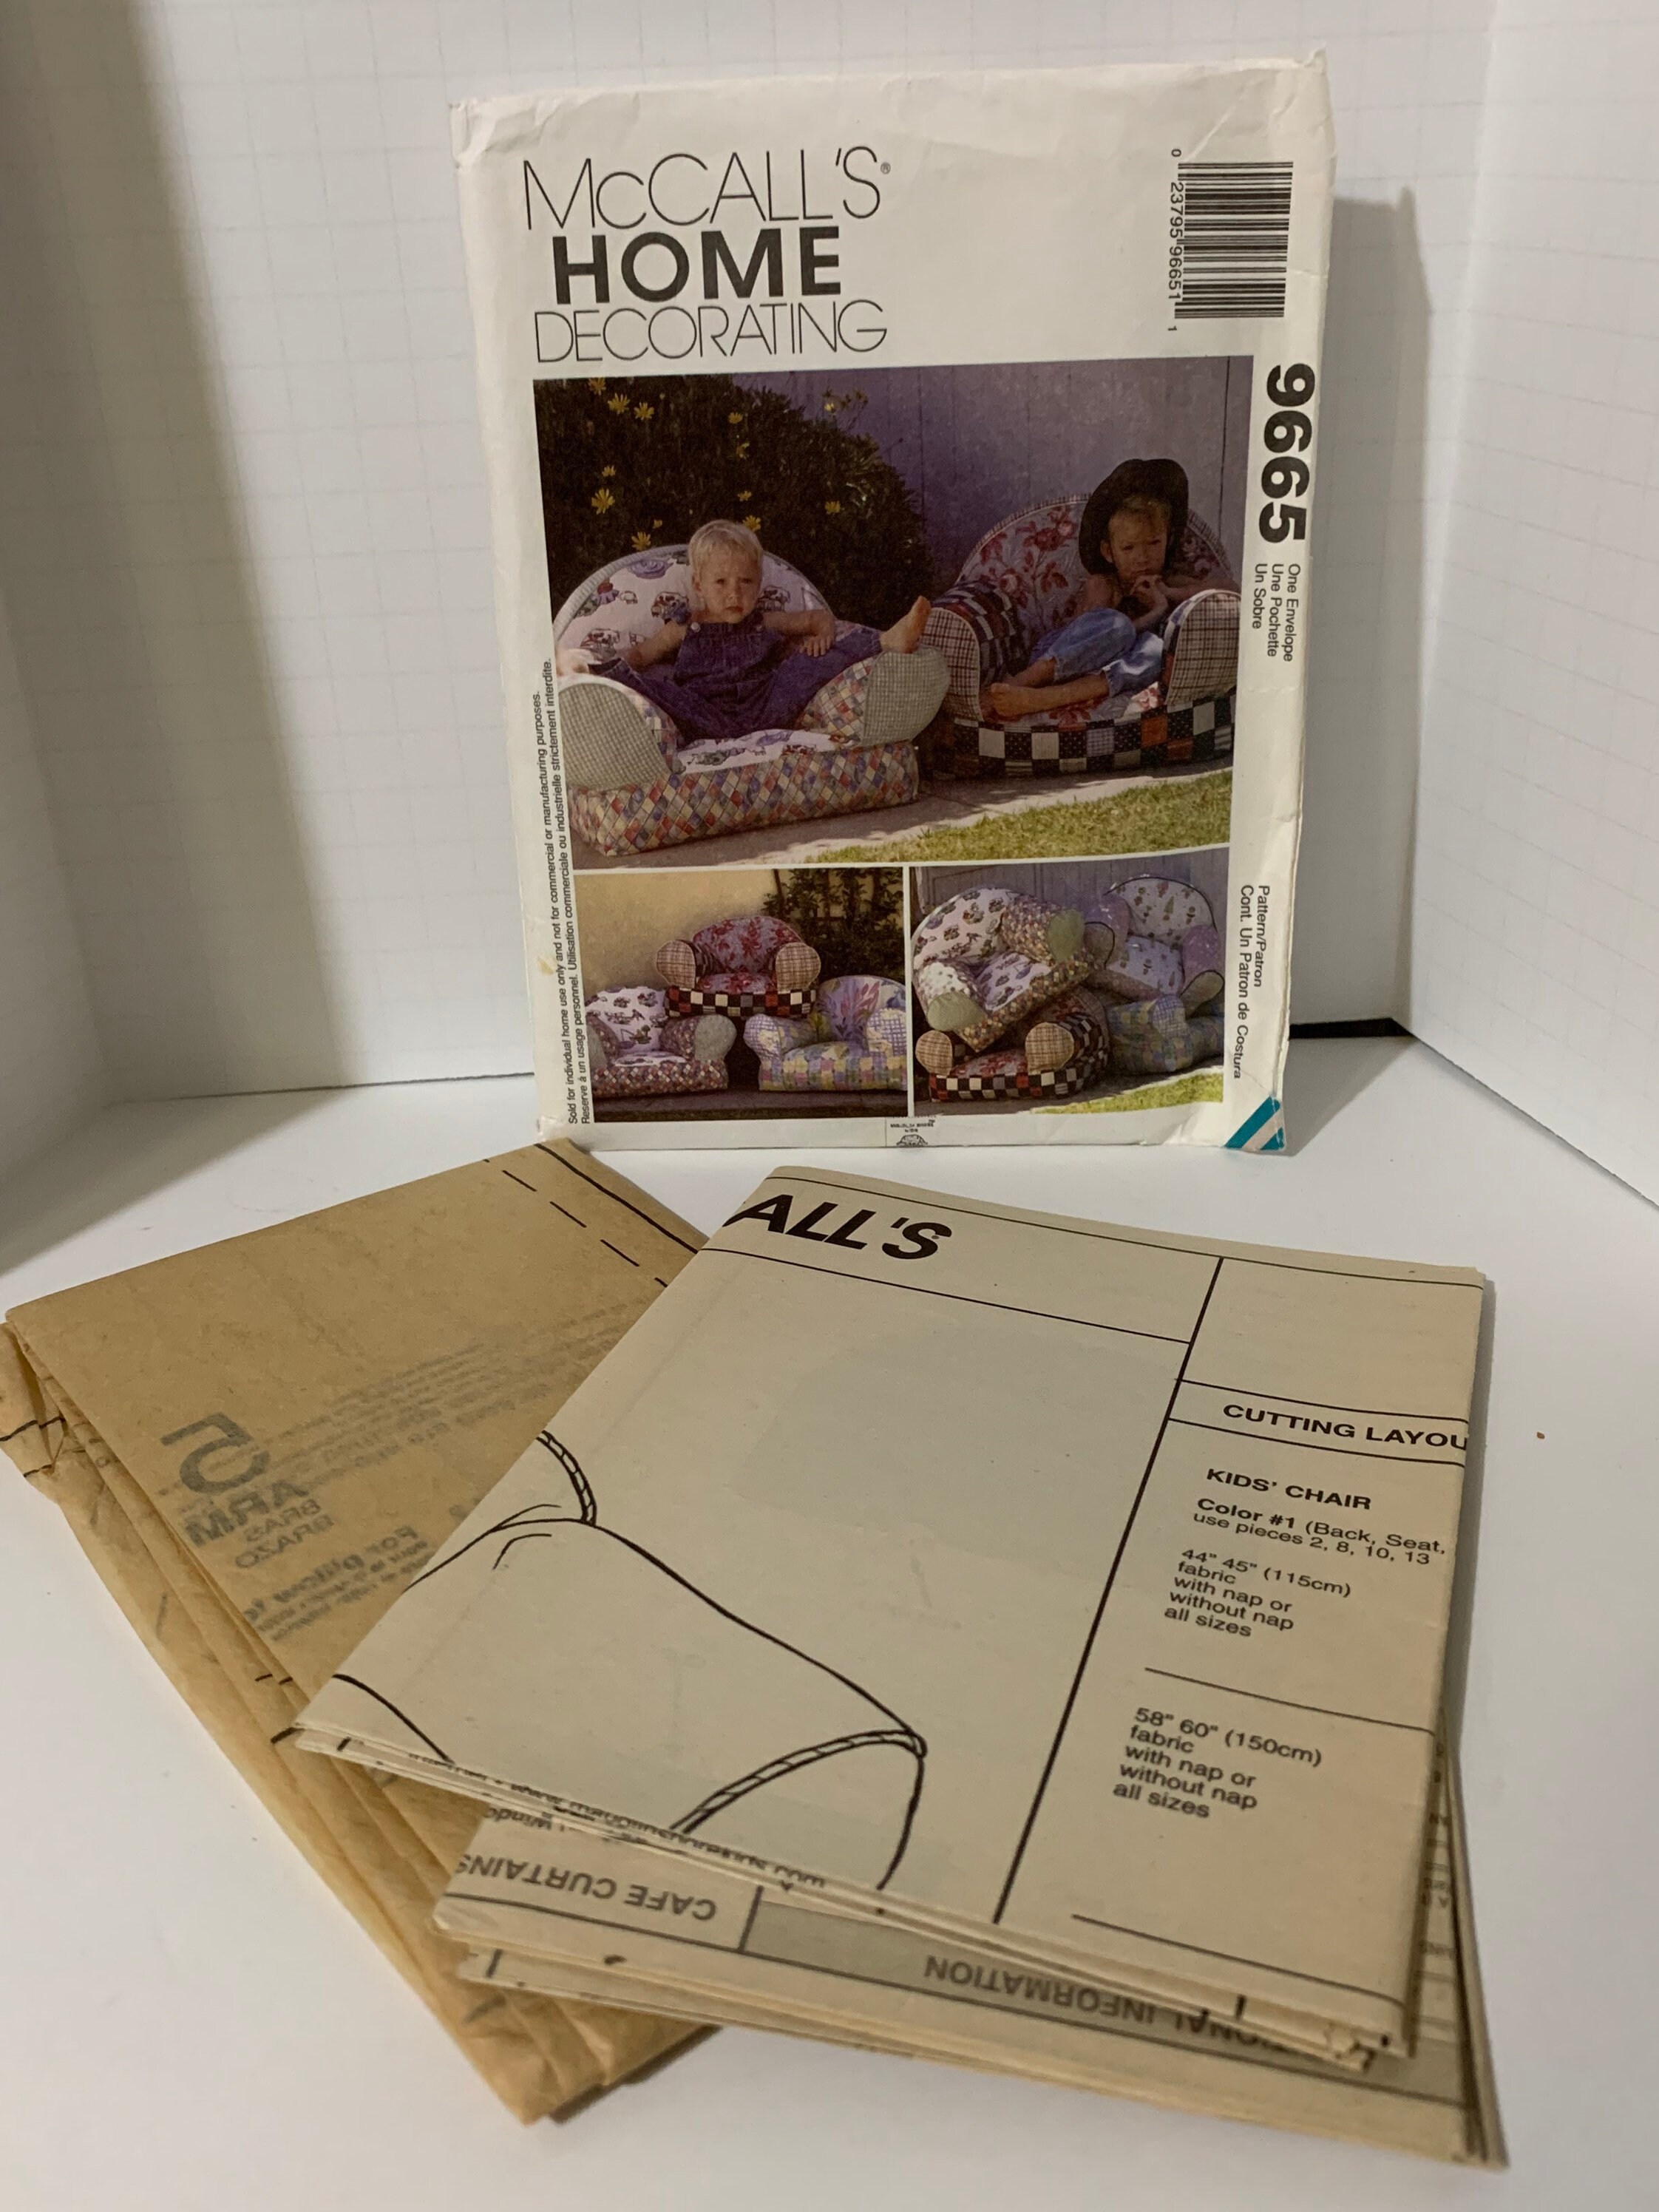 McCALL'S®
HOME
DECORATING
0 23795 96651 1
9665
One Envelope
Une Pochette
Un Sobre
Pattern/Patron
Cont. Un Patron de Costura
Sold for individual home use only and not for commercial or manufacturing purposes.
Reserve à un usage personnel. Utilisation commerciale ou industrielle strictement interdite.
ALL'S
CUTTING LAYOU
KIDS' CHAIR
Color #1 (Back, Seat,
use pieces 2, 8, 10, 13
44" 45" (115cm)
fabric
with nap or
without nap
all sizes
58" 60" (150cm)
fabric
with nap or
without nap
all sizes
5
ARM
BRAS
BRAZO
For pillow
CAFE CURTAINS
IONAL INFORMATION